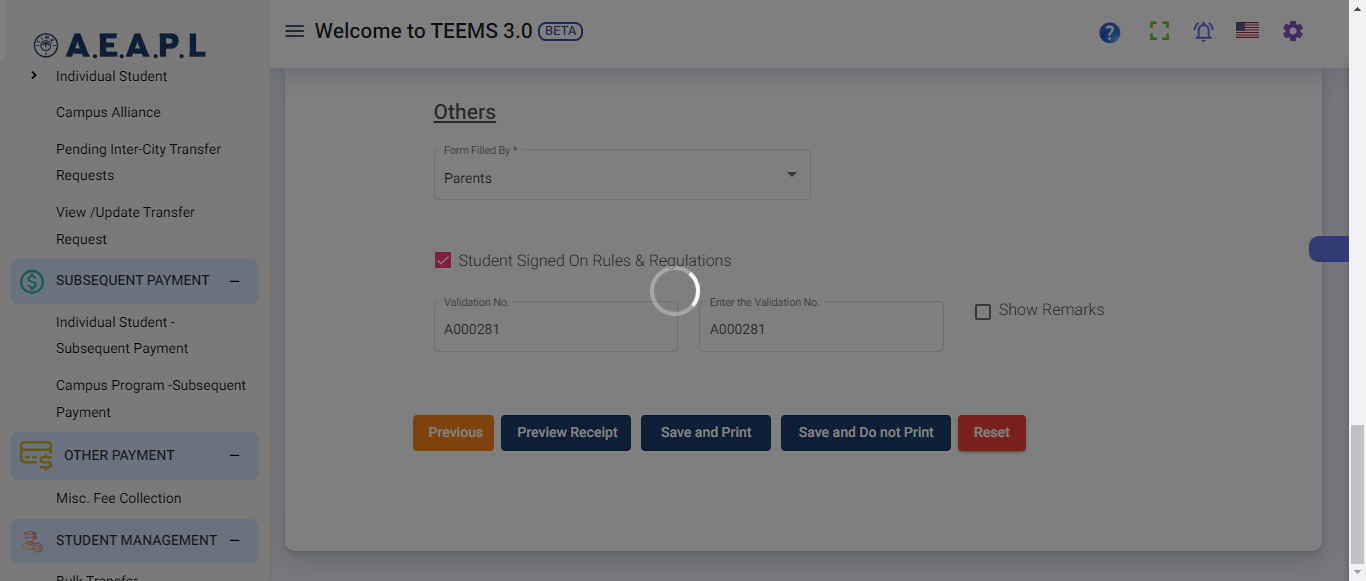 A.E.A.P.L
Welcome to TEEMS 3.0 BETA
Individual Student
Campus Alliance
Pending Inter-City Transfer
Requests
View /Update Transfer
Request
SUBSEQUENT PAYMENT
Individual Student -
Subsequent Payment
Campus Program -Subsequent
Payment
OTHER PAYMENT
Misc. Fee Collection
STUDENT MANAGEMENT
Bulk Transfer
Others
Form Filled By *
Parents
Student Signed On Rules & Regulations
Validation No.
A000281
Enter the Validation No.
A000281
Show Remarks
Previous
Preview Receipt
Save and Print
Save and Do not Print
Reset